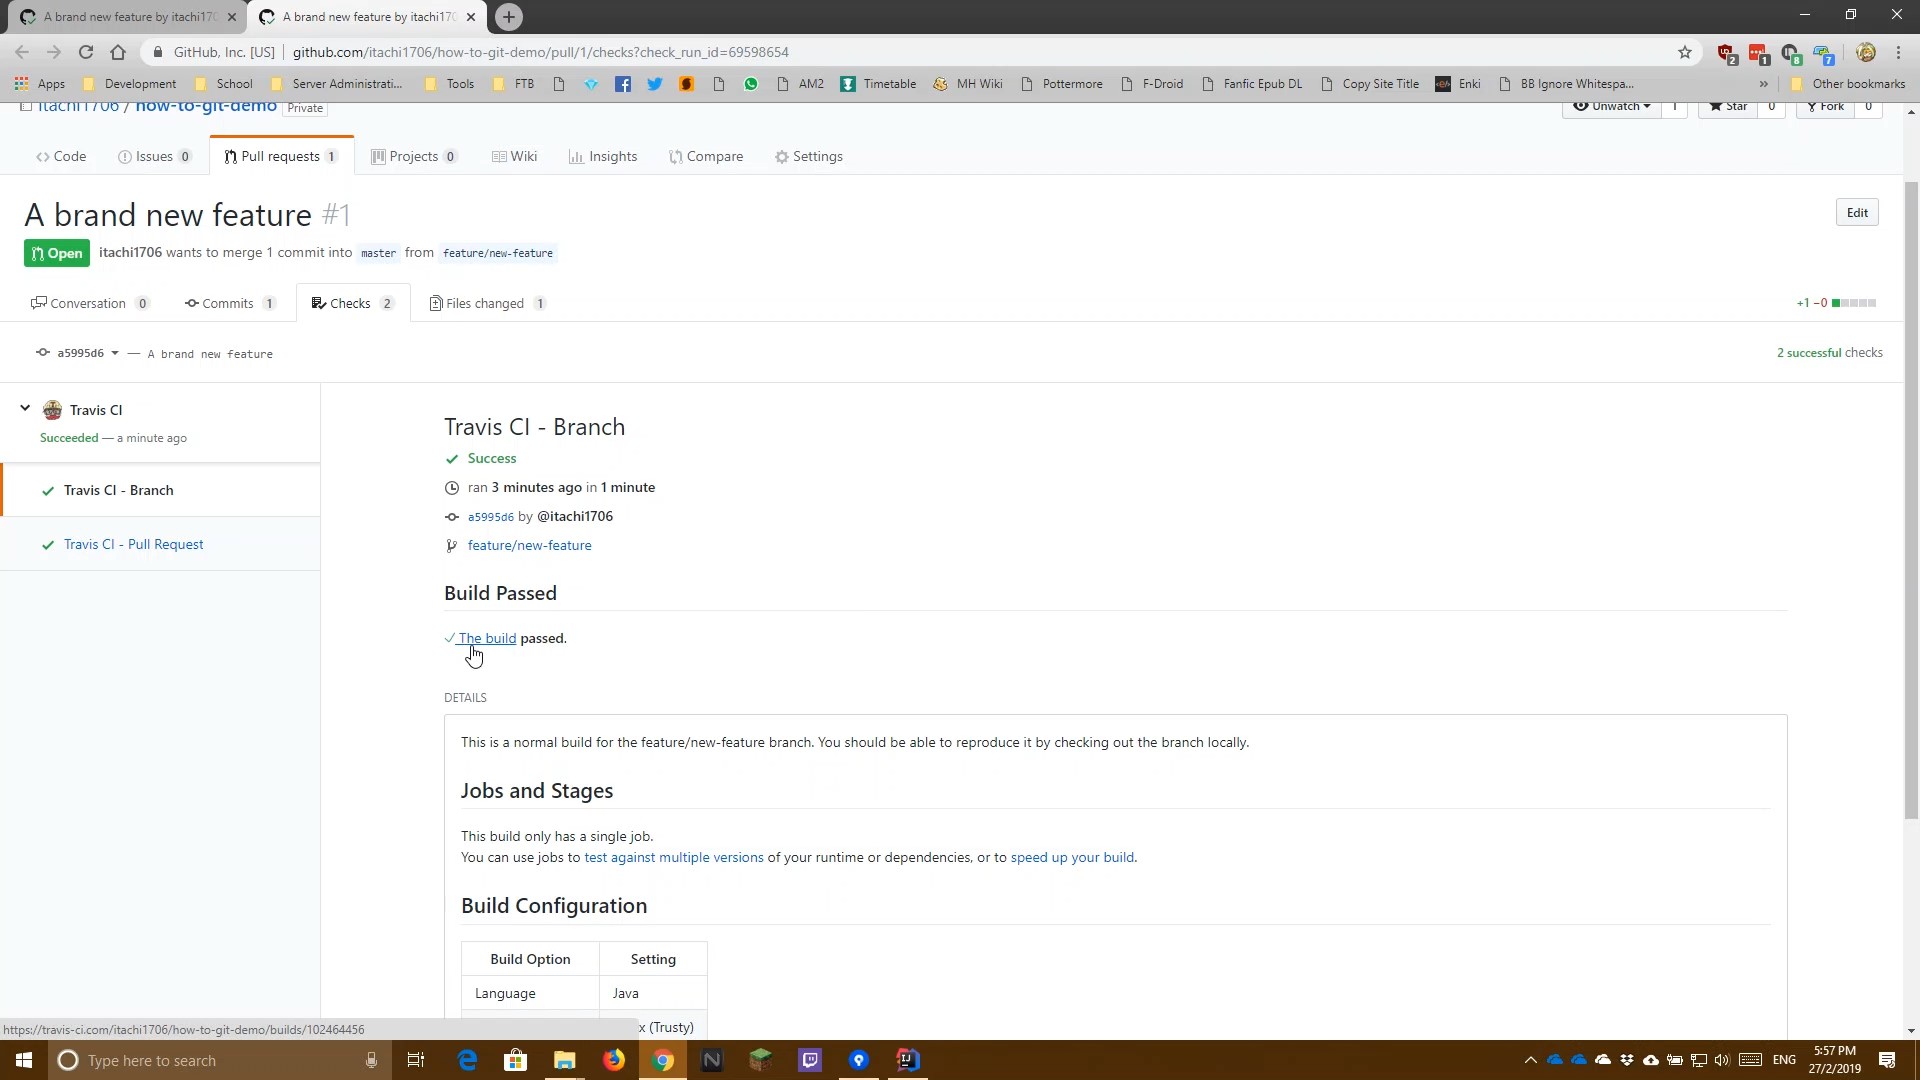 A brand new feature by itachi170
A brand new feature by itachi170
GitHub, Inc. [US] | github.com/itachi1706/how-to-git-demo/pull/1/checks?check_run_id=69598654
2 1 8 7
Apps Development School Server Administrati... Tools FTB AM2 Timetable MH Wiki Pottermore F-Droid Fanfic Epub DL Copy Site Title Enki BB Ignore Whitespa... » Other bookmarks
itachi1706 / how-to-git-demo Private Unwatch 1 Star 0 Fork 0
Code Issues 0 Pull requests 1 Projects 0 Wiki Insights Compare Settings
A brand new feature #1
Edit
Open itachi1706 wants to merge 1 commit into master from feature/new-feature
Conversation 0 Commits 1 Checks 2 Files changed 1 +1 −0
a5995d6 — A brand new feature 2 successful checks
Travis CI
Succeeded — a minute ago
Travis CI - Branch
Travis CI - Pull Request
Travis CI - Branch
Success
ran 3 minutes ago in 1 minute
a5995d6 by @itachi1706
feature/new-feature
Build Passed
The build passed.
DETAILS
This is a normal build for the feature/new-feature branch. You should be able to reproduce it by checking out the branch locally.
Jobs and Stages
This build only has a single job.
You can use jobs to test against multiple versions of your runtime or dependencies, or to speed up your build.
Build Configuration
Build Option Setting
Language Java
x (Trusty)
https://travis-ci.com/itachi1706/how-to-git-demo/builds/102464456
Type here to search
ENG
5:57 PM
27/2/2019